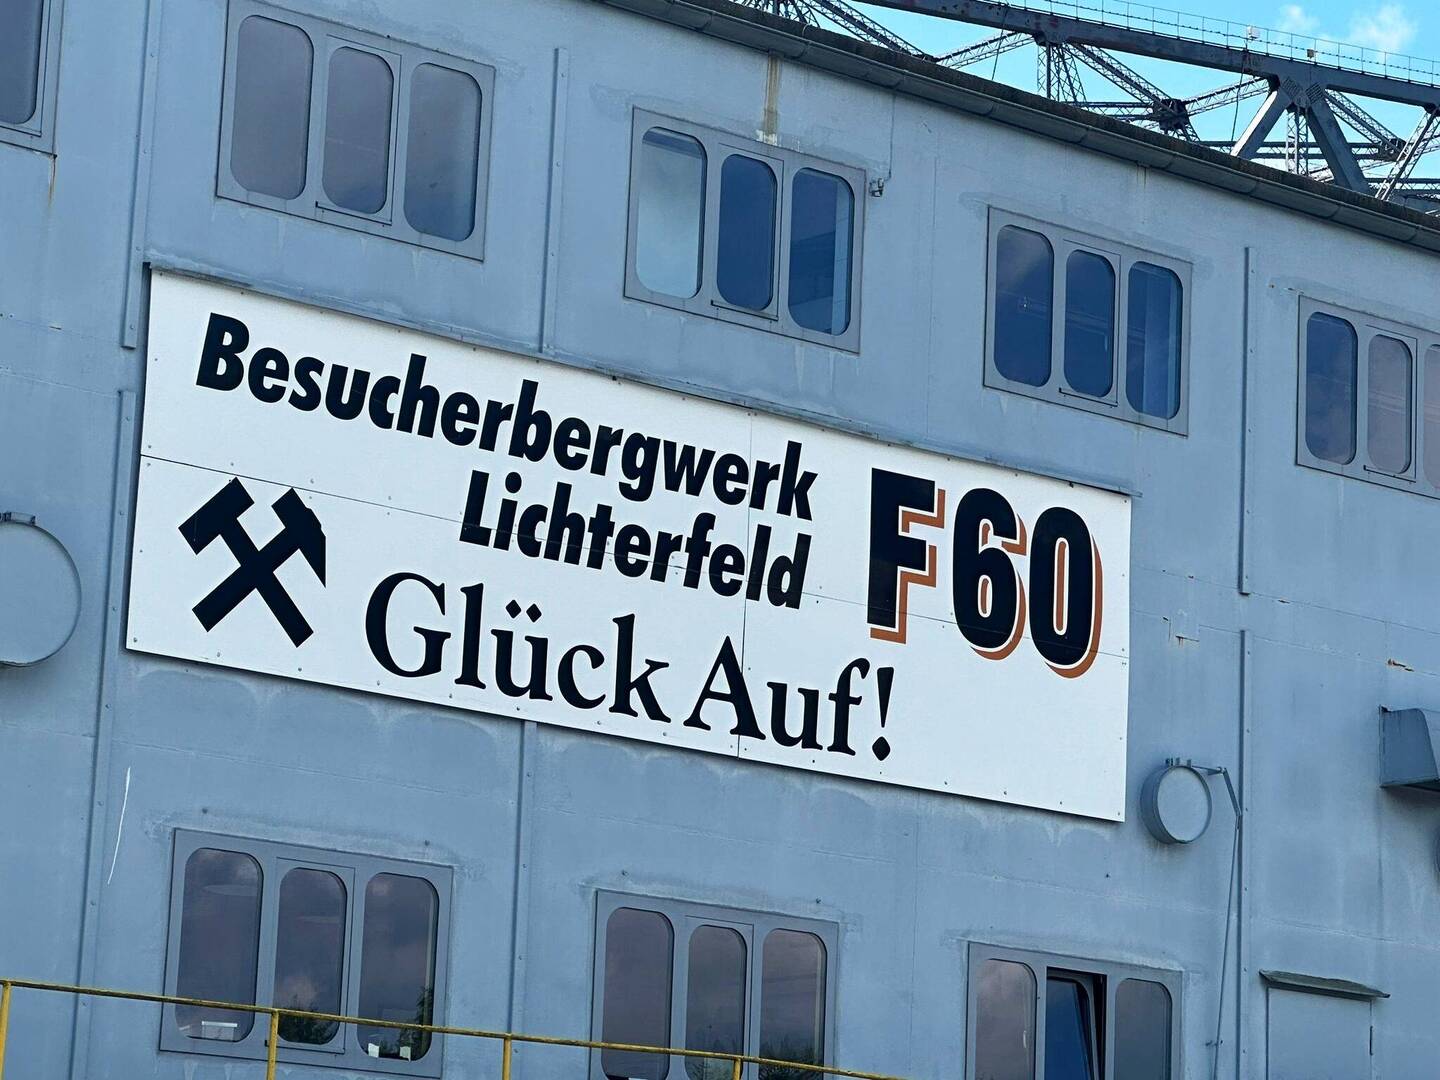 Besucherbergwerk
Lichterfeld
F60
Glück Auf!